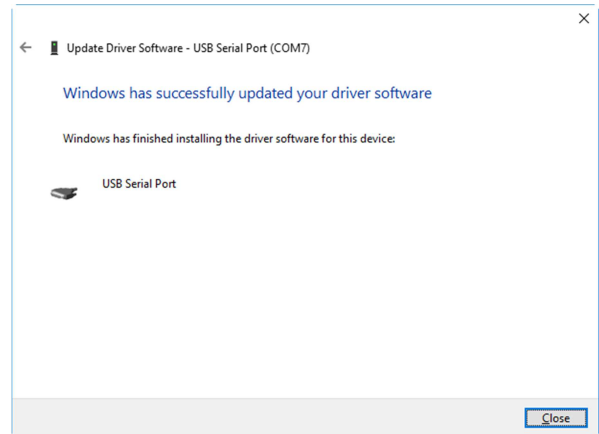 Update Driver Software - USB Serial Port (COM7)
Windows has successfully updated your driver software
Windows has finished installing the driver software for this device:
USB Serial Port
Close